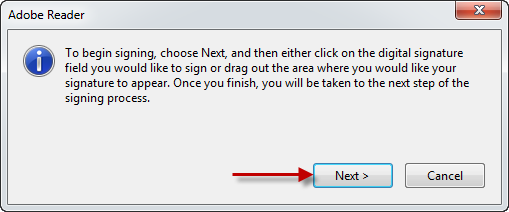 Adobe Reader
To begin signing, choose Next, and then either click on the digital signature
field you would like to sign or drag out the area where you would like your
signature to appear. Once you finish, you will be taken to the next step of the
signing process.
Next >
Cancel